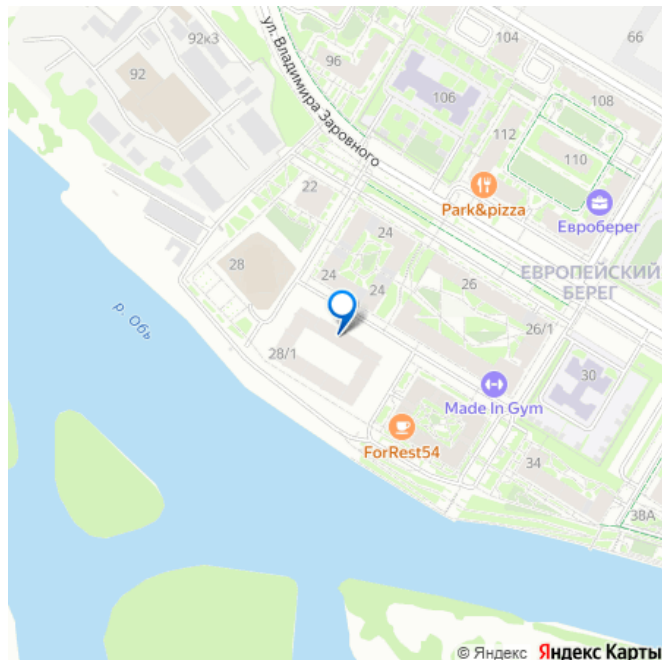 92к3
104
66
92
96
106
108
ул. Владимира Заровного
112
110
22
Park&pizza
Евроберег
24
28
24
24
26
ЕВРОПЕЙСКИЙ
БЕРЕГ
р. Обь
26/1
28/1
30
Made In Gym
ForRest54
34
38А
© Яндекс Яндекс Карты